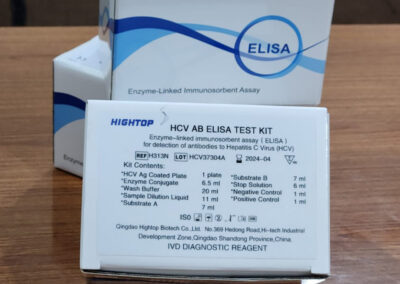 ELISA
Enzyme-Linked Immunosorbent Assay
HIGHTOP
HCV AB ELISA TEST KIT
Enzyme-linked immunosorbent assay ( ELISA )
for detection of antibodies to Hepatitis C Virus (HCV)
REF H313N LOT HCV37304A 2024-04
Kit Contents:
*HCV Ag Coated Plate 1 plate
*Enzyme Conjugate 6.5 ml
*Wash Buffer 20 ml
*Sample Dilution Liquid 11 ml
*Substrate A 7 ml
*Substrate B 7 ml
*Stop Solution 6 ml
*Negative Control 1 ml
*Positive Control 1 ml
Qingdao Hightop Biotech Co., Ltd. No.369 Hedong Road,Hi-tech Industrial
Development Zone,Qingdao Shandong Province,China
IVD DIAGNOSTIC REAGENT